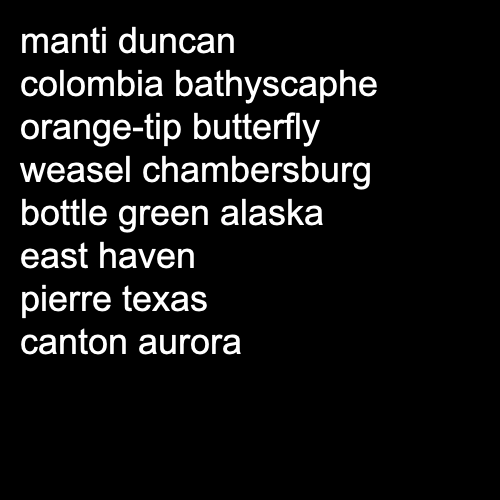 manti duncan
colombia bathyscaphe
orange-tip butterfly
weasel chambersburg
bottle green alaska
east haven
pierre texas
canton aurora